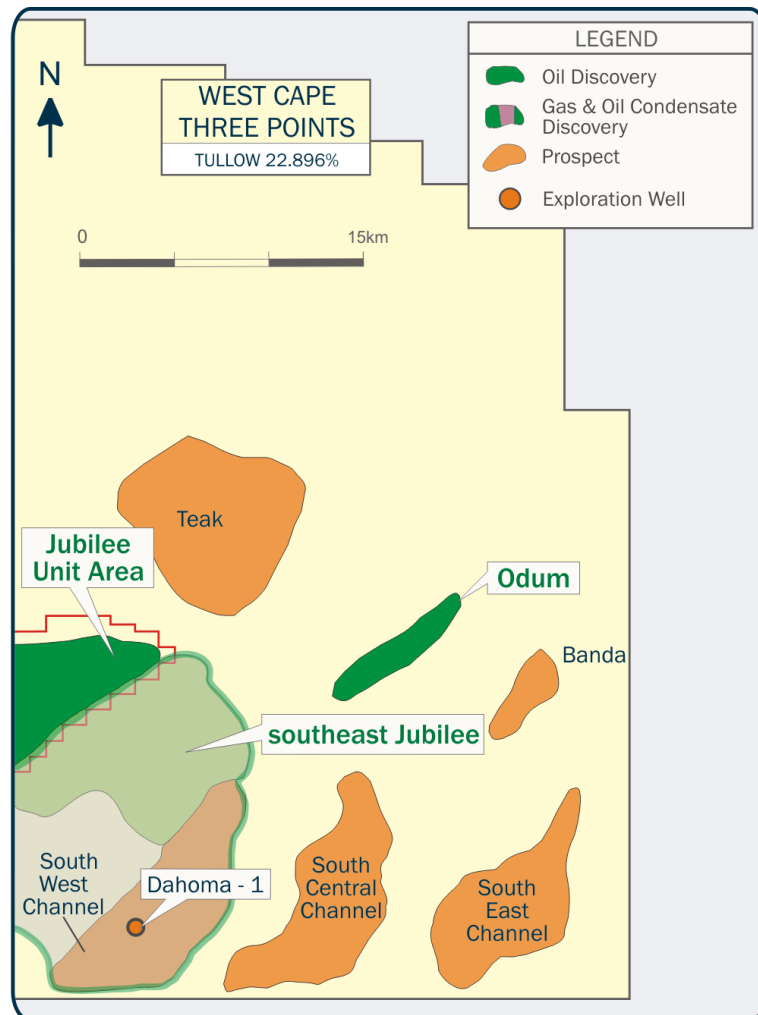 LEGEND
Oil Discovery
Gas & Oil Condensate
Discovery
Prospect
Exploration Well
N
WEST CAPE
THREE POINTS
TULLOW 22.896%
0
15km
Teak
Jubilee
Unit Area
Odum
Banda
southeast Jubilee
South
West
Channel
Dahoma - 1
South
Central
Channel
South
East
Channel